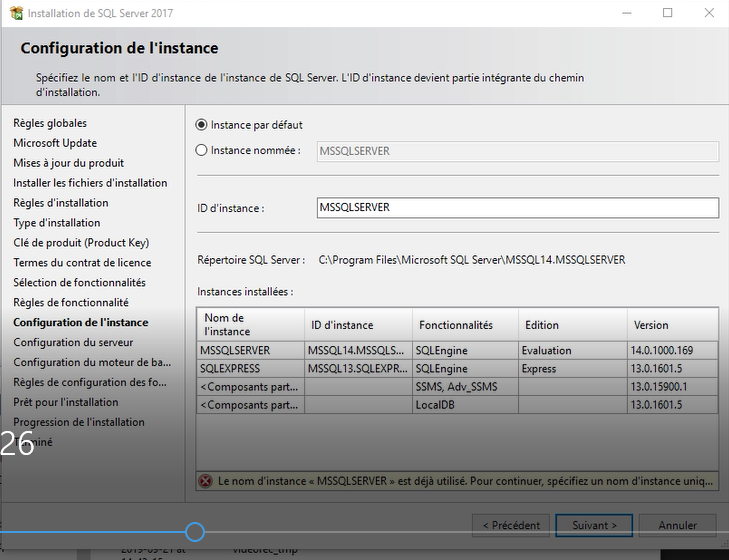 Installation de SQL Server 2017
Configuration de l'instance
Spécifiez le nom et l'ID d'instance de l'instance de SQL Server. L'ID d'instance devient partie intégrante du chemin
d'installation.
Règles globales
Microsoft Update
Mises à jour du produit
Installer les fichiers d'installation
Règles d'installation
Type d'installation
Clé de produit (Product Key)
Termes du contrat de licence
Sélection de fonctionnalités
Règles de fonctionnalité
Configuration de l'instance
Configuration du serveur
Configuration du moteur de ba...
Règles de configuration des fo...
Prêt pour l'installation
Progression de l'installation
Terminé
26
Instance par défaut
Instance nommée : MSSQLSERVER
ID d'instance : MSSQLSERVER
Répertoire SQL Server : C:\Program Files\Microsoft SQL Server\MSSQL14.MSSQLSERVER
Instances installées :
Nom de l'instance ID d'instance Fonctionnalités Edition Version
MSSQLSERVER MSSQL14.MSSQLS... SQLEngine Evaluation 14.0.1000.169
SQLEXPRESS MSSQL13.SQLEXPR... SQLEngine Express 13.0.1601.5
<Composants part... SSMS, Adv_SSMS 13.0.15900.1
<Composants part... LocalDB 13.0.1601.5
Le nom d'instance « MSSQLSERVER » est déjà utilisé. Pour continuer, spécifiez un nom d'instance uniq...
< Précédent Suivant > Annuler
videorec_tmp